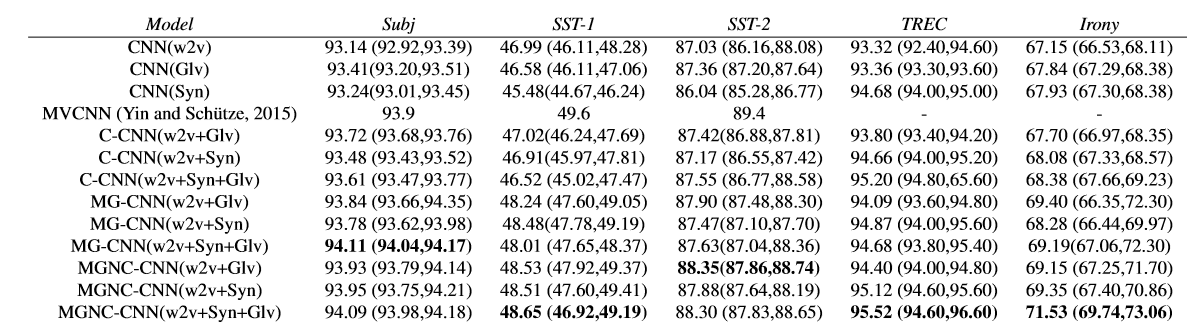 Model Subj SST-1 SST-2 TREC Irony
CNN(w2v) 93.14 (92.92,93.39) 46.99 (46.11,48.28) 87.03 (86.16,88.08) 93.32 (92.40,94.60) 67.15 (66.53,68.11)
CNN(Glv) 93.41(93.20,93.51) 46.58 (46.11,47.06) 87.36 (87.20,87.64) 93.36 (93.30,93.60) 67.84 (67.29,68.38)
CNN(Syn) 93.24(93.01,93.45) 45.48(44.67,46.24) 86.04 (85.28,86.77) 94.68 (94.00,95.00) 67.93 (67.30,68.38)
MVCNN (Yin and Schütze, 2015) 93.9 49.6 89.4 - -
C-CNN(w2v+Glv) 93.72 (93.68,93.76) 47.02(46.24,47.69) 87.42(86.88,87.81) 93.80 (93.40,94.20) 67.70 (66.97,68.35)
C-CNN(w2v+Syn) 93.48 (93.43,93.52) 46.91(45.97,47.81) 87.17 (86.55,87.42) 94.66 (94.00,95.20) 68.08 (67.33,68.57)
C-CNN(w2v+Syn+Glv) 93.61 (93.47,93.77) 46.52 (45.02,47.47) 87.55 (86.77,88.58) 95.20 (94.80,65.60) 68.38 (67.66,69.23)
MG-CNN(w2v+Glv) 93.84 (93.66,94.35) 48.24 (47.60,49.05) 87.90 (87.48,88.30) 94.09 (93.60,94.80) 69.40 (66.35,72.30)
MG-CNN(w2v+Syn) 93.78 (93.62,93.98) 48.48(47.78,49.19) 87.47(87.10,87.70) 94.87 (94.00,95.60) 68.28 (66.44,69.97)
MG-CNN(w2v+Syn+Glv) 94.11 (94.04,94.17) 48.01 (47.65,48.37) 87.63(87.04,88.36) 94.68 (93.80,95.40) 69.19(67.06,72.30)
MGNC-CNN(w2v+Glv) 93.93 (93.79,94.14) 48.53 (47.92,49.37) 88.35(87.86,88.74) 94.40 (94.00,94.80) 69.15 (67.25,71.70)
MGNC-CNN(w2v+Syn) 93.95 (93.75,94.21) 48.51 (47.60,49.41) 87.88(87.64,88.19) 95.12 (94.60,95.60) 69.35 (67.40,70.86)
MGNC-CNN(w2v+Syn+Glv) 94.09 (93.98,94.18) 48.65 (46.92,49.19) 88.30 (87.83,88.65) 95.52 (94.60,96.60) 71.53 (69.74,73.06)